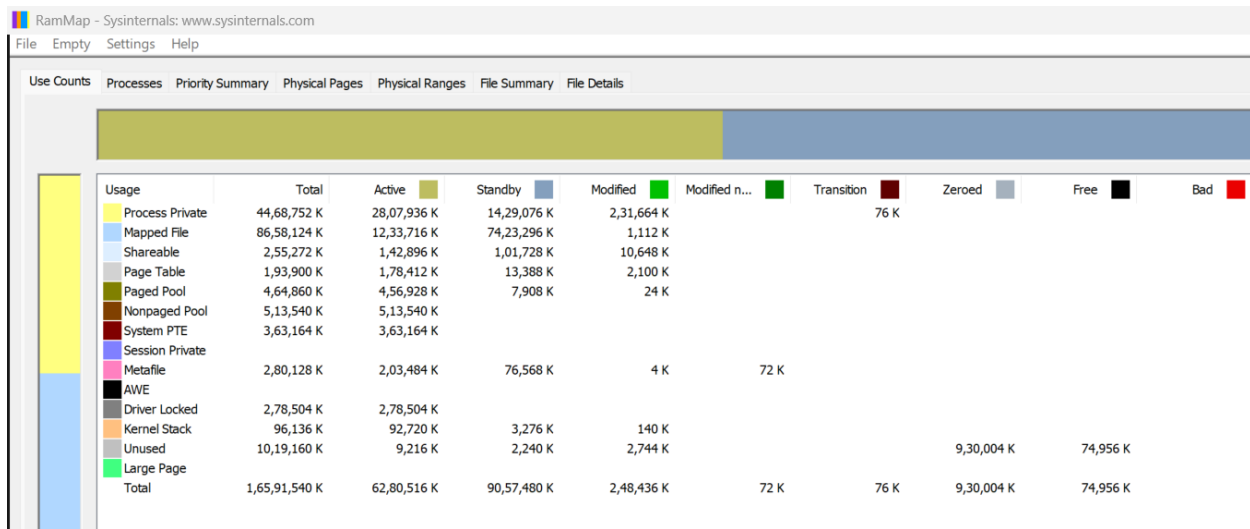 RamMap - Sysinternals: www.sysinternals.com
File Empty Settings Help
Use Counts Processes Priority Summary Physical Pages Physical Ranges File Summary File Details
Usage Total Active Standby Modified Modified n... Transition Zeroed Free Bad
Process Private 44,68,752 K 28,07,936 K 14,29,076 K 2,31,664 K 76 K
Mapped File 86,58,124 K 12,33,716 K 74,23,296 K 1,112 K
Shareable 2,55,272 K 1,42,896 K 1,01,728 K 10,648 K
Page Table 1,93,900 K 1,78,412 K 13,388 K 2,100 K
Paged Pool 4,64,860 K 4,56,928 K 7,908 K 24 K
Nonpaged Pool 5,13,540 K 5,13,540 K
System PTE 3,63,164 K 3,63,164 K
Session Private
Metafile 2,80,128 K 2,03,484 K 76,568 K 4 K 72 K
AWE
Driver Locked 2,78,504 K 2,78,504 K
Kernel Stack 96,136 K 92,720 K 3,276 K 140 K
Unused 10,19,160 K 9,216 K 2,240 K 2,744 K 9,30,004 K 74,956 K
Large Page
Total 1,65,91,540 K 62,80,516 K 90,57,480 K 2,48,436 K 72 K 76 K 9,30,004 K 74,956 K